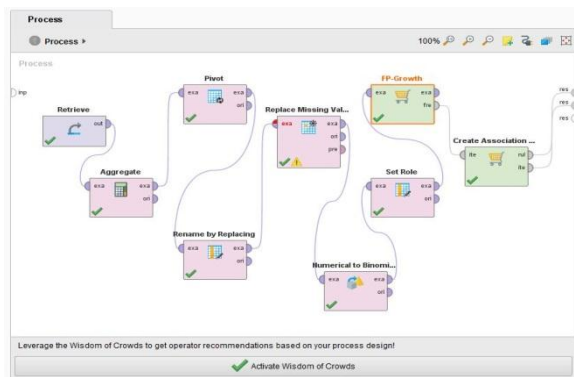 Process
Process
100%
Process
inp
Retrieve
out
Aggregate
exa exa
ori
Pivot
exa exa
ori
Rename by Replacing
exa exa
ori
Replace Missing Val...
exa exa
ori
pre
Numerical to Binomi...
exa exa
ori
Set Role
exa exa
ori
fP-Growth
exa exa
fre
Create Association ...
ite rul
ite
res
res
res
Leverage the Wisdom of Crowds to get operator recommendations based on your process design!
Activate Wisdom of Crowds